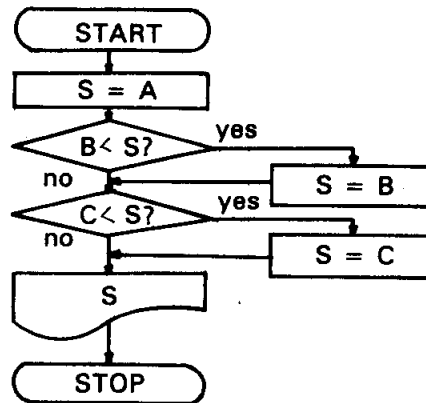 START
S = A
B< S?
yes
no
S = B
C< S?
yes
no
S = C
S
STOP